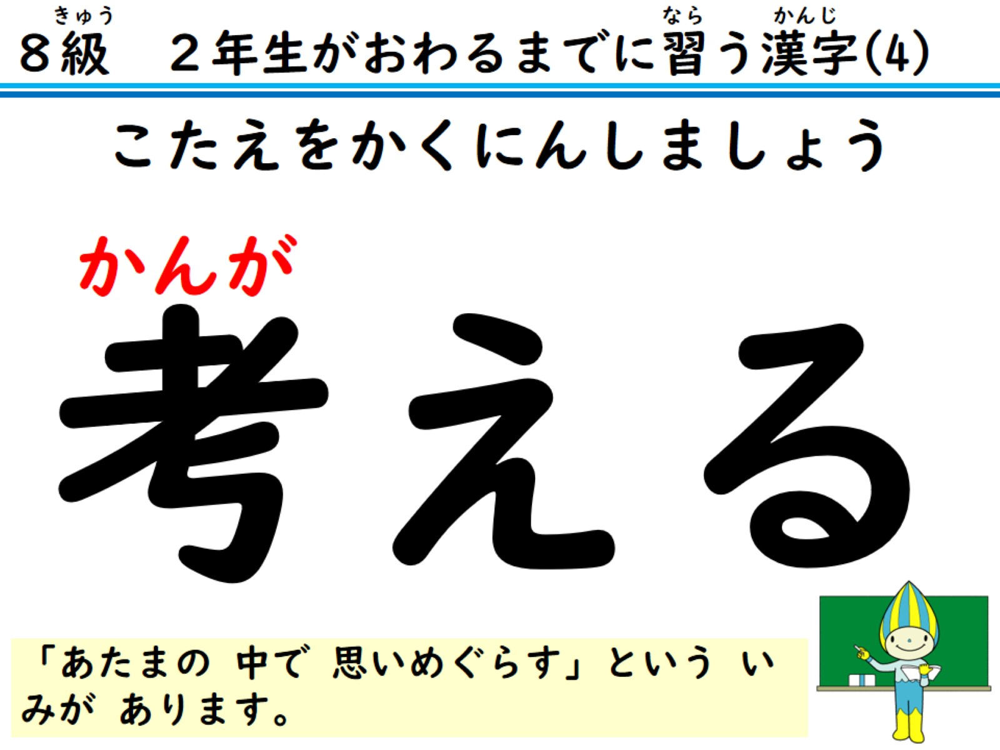 きゅう なら かんじ
８級　２年生がおわるまでに習う漢字(4)
こたえをかくにんしましょう
かんが
考える
「あたまの 中で 思いめぐらす」という い
みが あります。